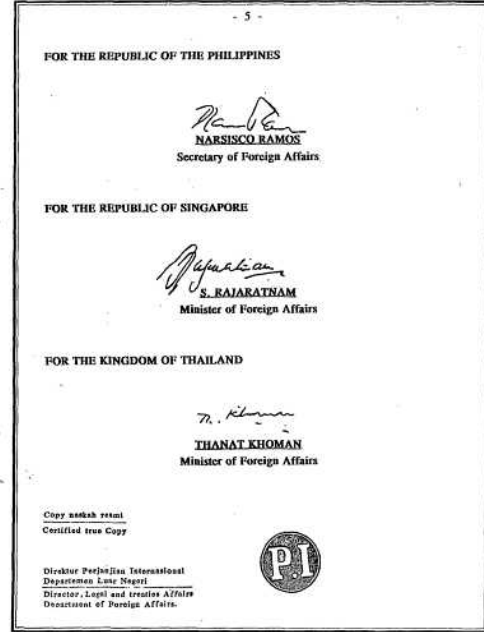 - 5 -
FOR THE REPUBLIC OF THE PHILIPPINES
NARSISCO RAMOS
Secretary of Foreign Affairs
FOR THE REPUBLIC OF SINGAPORE
S. RAJARATNAM
Minister of Foreign Affairs
FOR THE KINGDOM OF THAILAND
THANAT KHOMAN
Minister of Foreign Affairs
Copy naskah resmi
Certified true Copy
Direktur Perjanjian Internasional
Departemen Luar Negeri
Director, Legal and treaties Affairs
Department of Foreign Affairs.
P.I